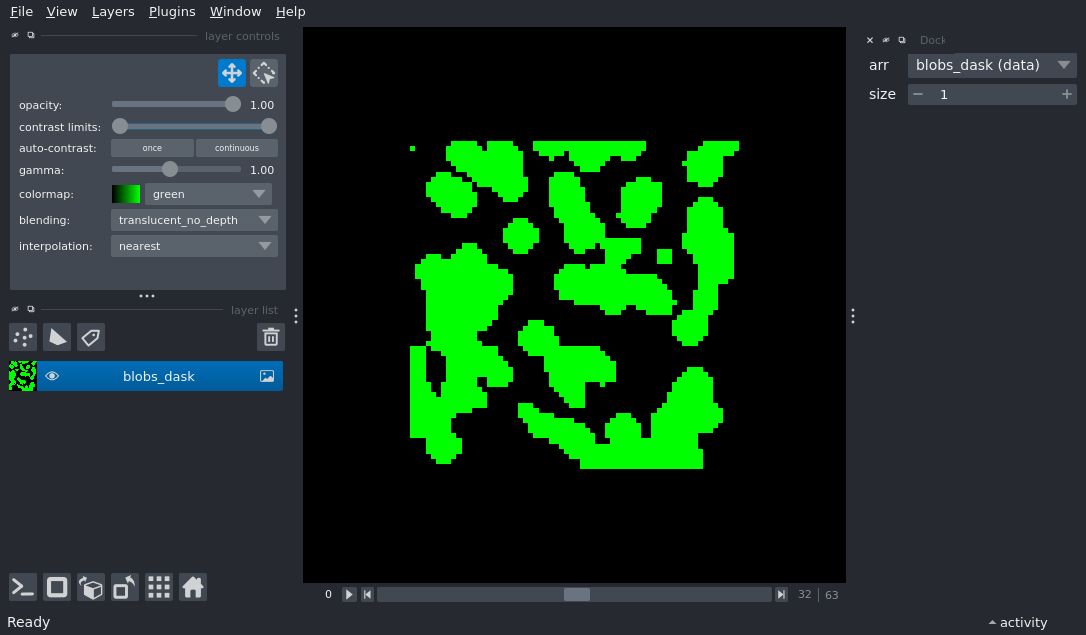 File View Layers Plugins Window Help
layer controls
opacity: 1.00
contrast limits:
auto-contrast: once continuous
gamma: 1.00
colormap: green
blending: translucent_no_depth
interpolation: nearest
layer list
blobs_dask
0 32 63
Ready
activity
Dock
arr blobs_dask (data)
size 1